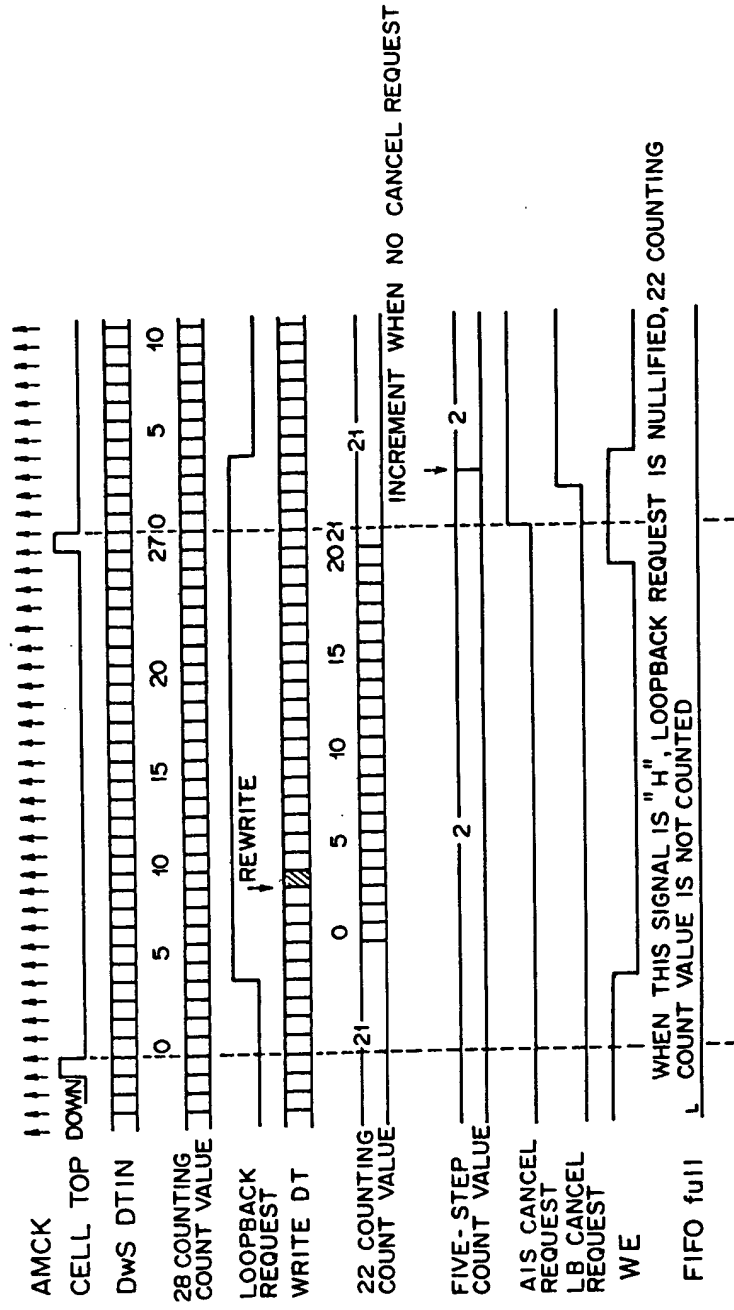 AMCK
CELL TOP DOWN
DwS DTIN
0 5 10 15 20 27 0 5 10
28 COUNTING
COUNT VALUE
LOOPBACK
REQUEST
REWRITE
WRITE DT
0 5 10 15 20 21
22 COUNTING
COUNT VALUE
21 21
INCREMENT WHEN NO CANCEL REQUEST
FIVE-STEP
COUNT VALUE
2 2
AIS CANCEL
REQUEST
LB CANCEL
REQUEST
WE
WHEN THIS SIGNAL IS "H", LOOPBACK REQUEST IS NULLIFIED, 22 COUNTING
COUNT VALUE IS NOT COUNTED
FIFO full L